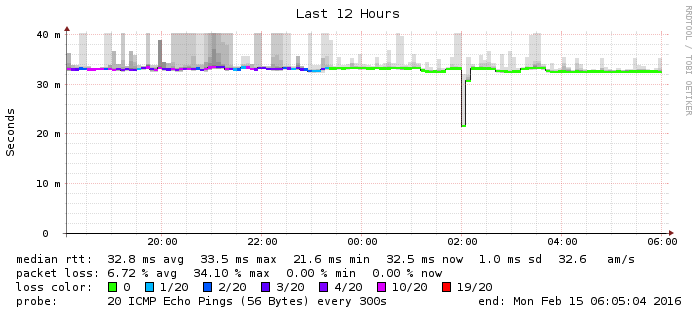 Last 12 Hours
RRDTOOL / TOBI OETIKER
Seconds
40 m
30 m
20 m
10 m
0
20:00 22:00 00:00 02:00 04:00 06:00
median rtt: 32.8 ms avg 33.5 ms max 21.6 ms min 32.5 ms now 1.0 ms sd 32.6 am/s
packet loss: 6.72 % avg 34.10 % max 0.00 % min 0.00 % now
loss color: 0 1/20 2/20 3/20 4/20 10/20 19/20
probe: 20 ICMP Echo Pings (56 Bytes) every 300s end: Mon Feb 15 06:05:04 2016